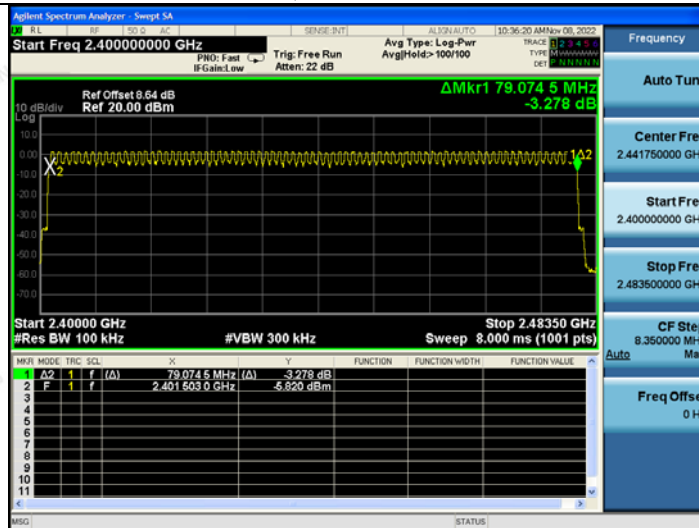 Agilent Spectrum Analyzer - Swept SA
RL RF 50 Ω AC SENSE:INT ALIGN AUTO 10:36:20 AM Nov 08, 2022
Start Freq 2.400000000 GHz
PNO: Fast
IFGain:Low
Trig: Free Run
Atten: 22 dB
Avg Type: Log-Pwr
Avg|Hold:> 100/100
TRACE 1 2 3 4 5 6
TYPE M
DET P N N N N N
ΔMkr1 79.074 5 MHz
-3.278 dB
Ref Offset 8.64 dB
10 dB/div Ref 20.00 dBm
Log
10.0
0.00
-10.0
-20.0
-30.0
-40.0
-50.0
-60.0
-70.0
1Δ2
2
Start 2.40000 GHz Stop 2.48350 GHz
#Res BW 100 kHz #VBW 300 kHz Sweep 8.000 ms (1001 pts)
MKR MODE TRC SCL X Y FUNCTION FUNCTION WIDTH FUNCTION VALUE
1 Δ2 1 f (Δ) 79.074 5 MHz (Δ) -3.278 dB
2 F 1 f 2.401 503 0 GHz -5.820 dBm
3
4
5
6
7
8
9
10
11
MSG STATUS
Frequency
Auto Tun
Center Fre
2.441750000 GH
Start Fre
2.400000000 GH
Stop Fre
2.483500000 GH
CF Ste
8.350000 MH
Auto Ma
Freq Offse
0 H